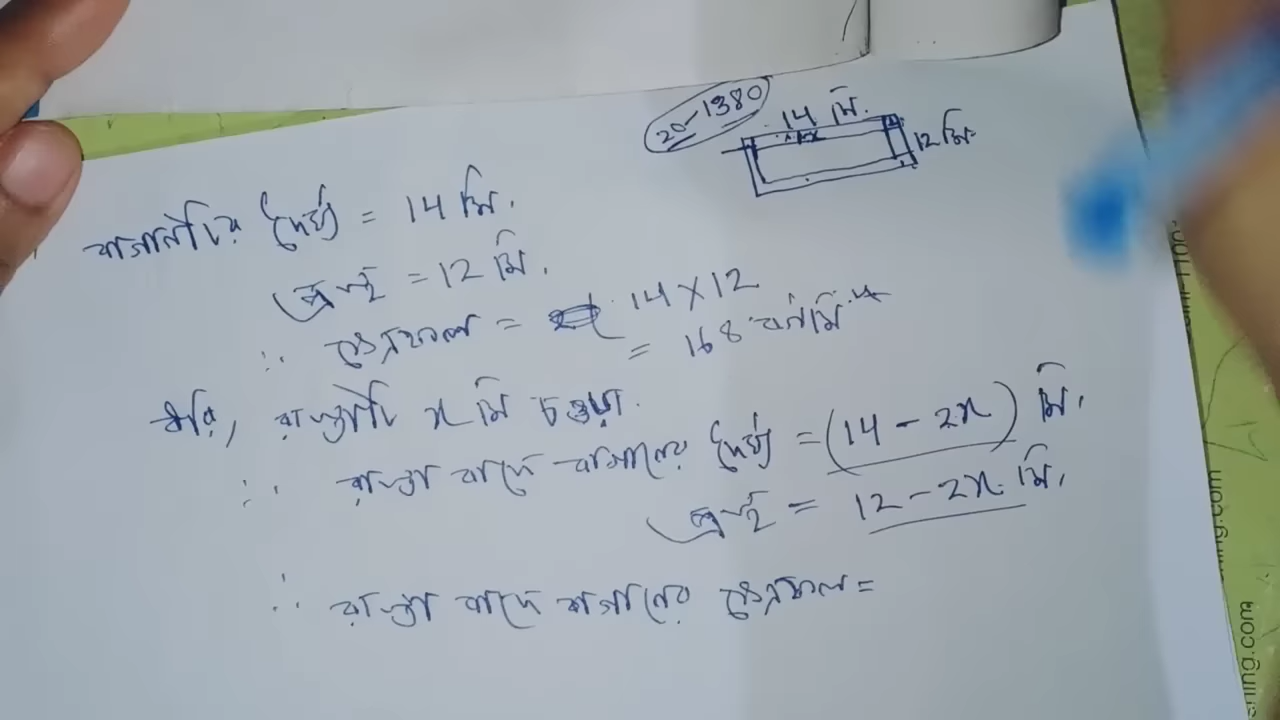 20-1380
14 মি.
12 মি.
বাগানটির দৈর্ঘ্য = 14 মি.
প্রস্থ = 12 মি.
∴ ক্ষেত্রফল = 14 × 12
= 168 বর্গমি
ধরি, রাস্তাটি x মি চওড়া.
∴ রাস্তা বাদে বাগানের দৈর্ঘ্য = (14 - 2x) মি.
প্রস্থ = 12 - 2x মি.
∴ রাস্তা বাদে বাগানের ক্ষেত্রফল =